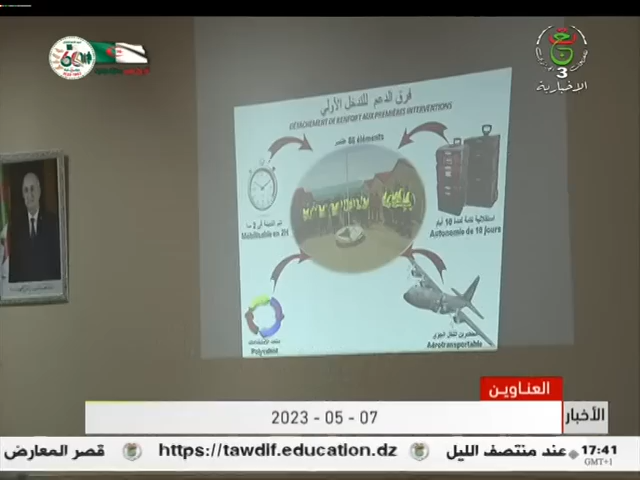 60
3
الإخبارية
فرق الدعم للتدخل الأولي
DÉTACHEMENT DE RENFORT AUX PREMIÈRES INTERVENTIONS
80 éléments
Mobilisable en 2H
Autonomie de 10 jours
Polyvalent
Aérotransportable
العناوين
الأخبار
2023 - 05 - 07
عند منتصف الليل https://tawdif.education.dz قصر المعارض
17:41
GMT+1